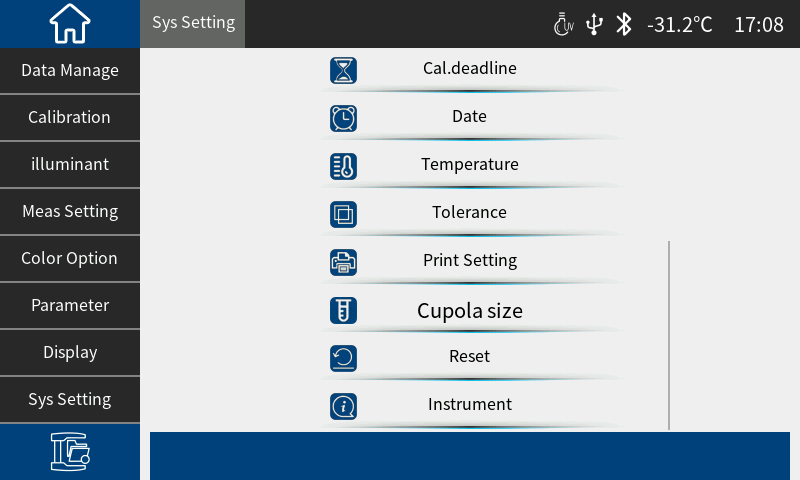 Sys Setting
UV
-31.2℃
17:08
Data Manage
Calibration
illuminant
Meas Setting
Color Option
Parameter
Display
Sys Setting
Cal.deadline
Date
Temperature
Tolerance
Print Setting
Cupola size
Reset
Instrument